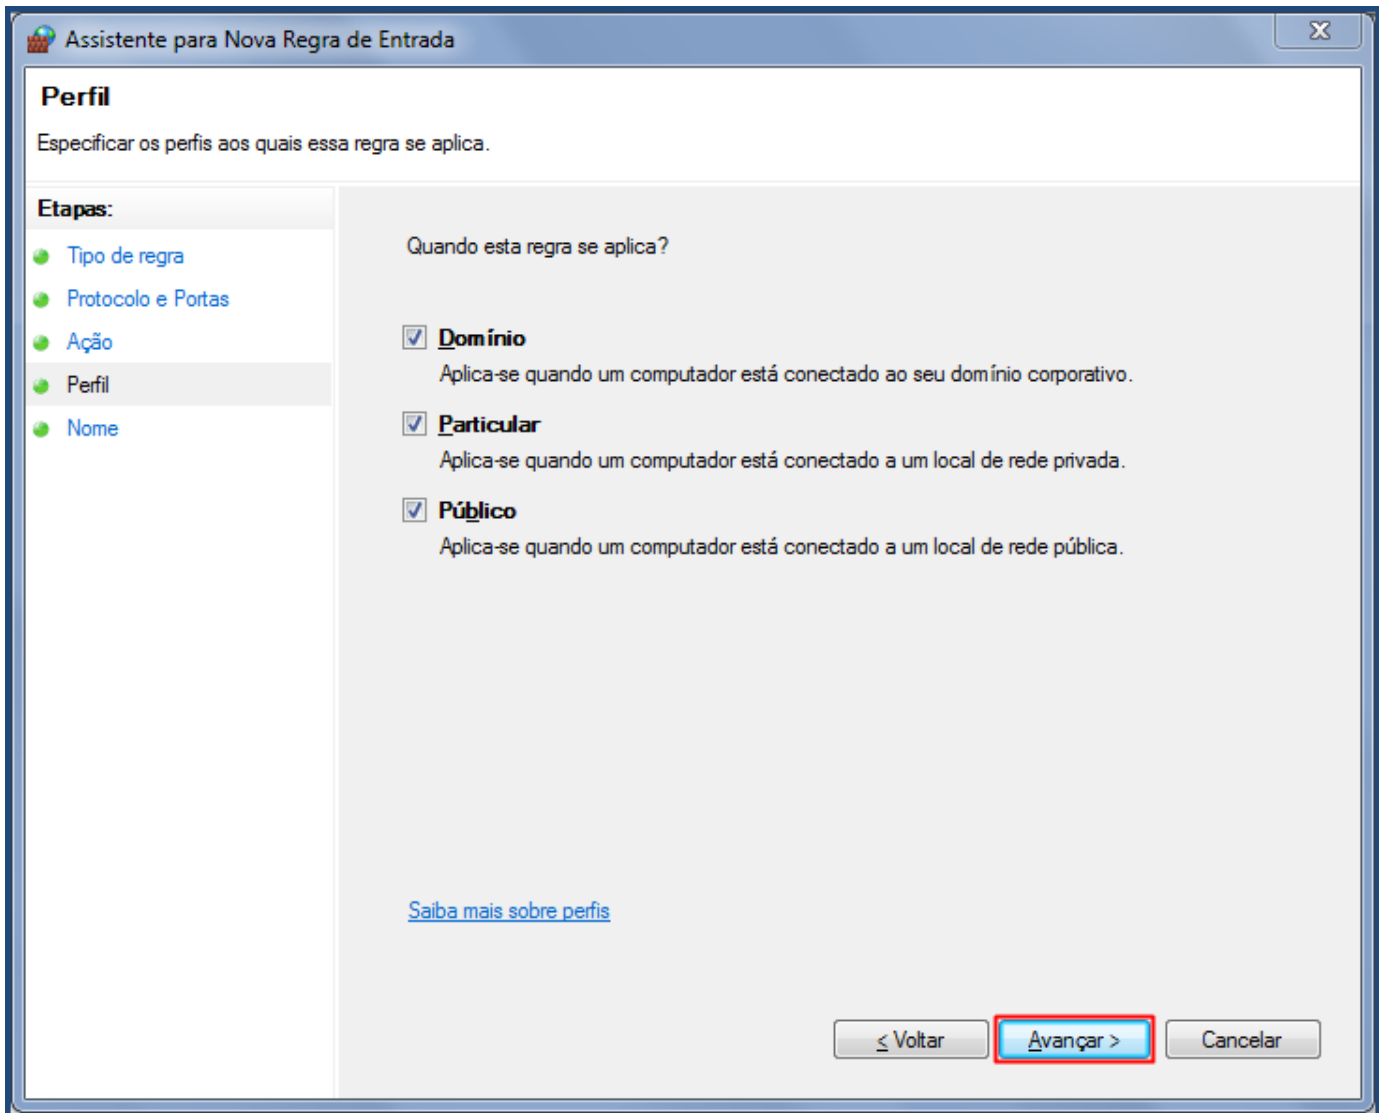 Assistente para Nova Regra de Entrada
Perfil
Especificar os perfis aos quais essa regra se aplica.
Etapas:
Tipo de regra
Protocolo e Portas
Ação
Perfil
Nome
Quando esta regra se aplica?
Domínio
Aplica-se quando um computador está conectado ao seu domínio corporativo.
Particular
Aplica-se quando um computador está conectado a um local de rede privada.
Público
Aplica-se quando um computador está conectado a um local de rede pública.
Saiba mais sobre perfis
< Voltar
Avançar >
Cancelar